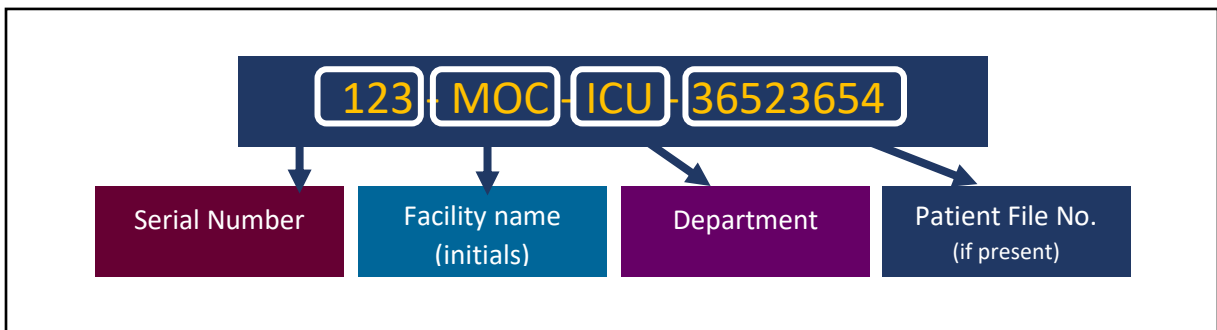 123 - MOC - ICU - 36523654
Serial Number
Facility name
(initials)
Department
Patient File No.
(if present)